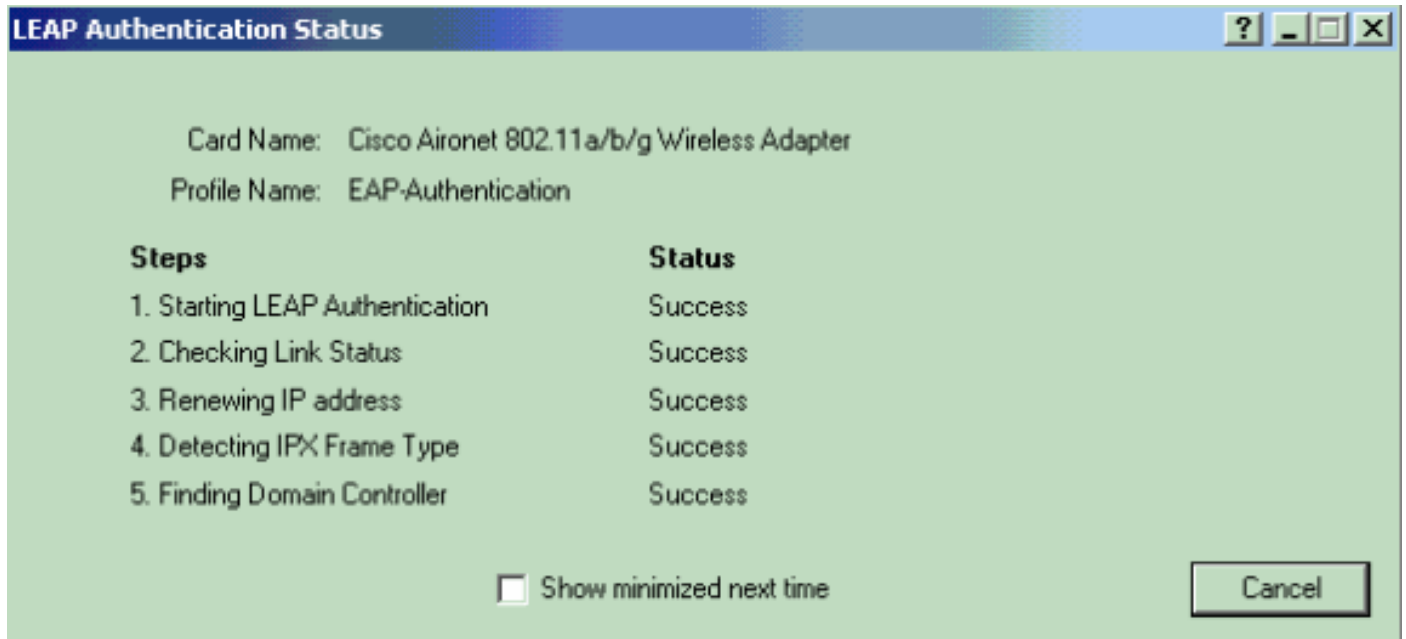 LEAP Authentication Status
Card Name: Cisco Aironet 802.11a/b/g Wireless Adapter
Profile Name: EAP-Authentication
Steps Status
1. Starting LEAP Authentication Success
2. Checking Link Status Success
3. Renewing IP address Success
4. Detecting IPX Frame Type Success
5. Finding Domain Controller Success
Show minimized next time Cancel